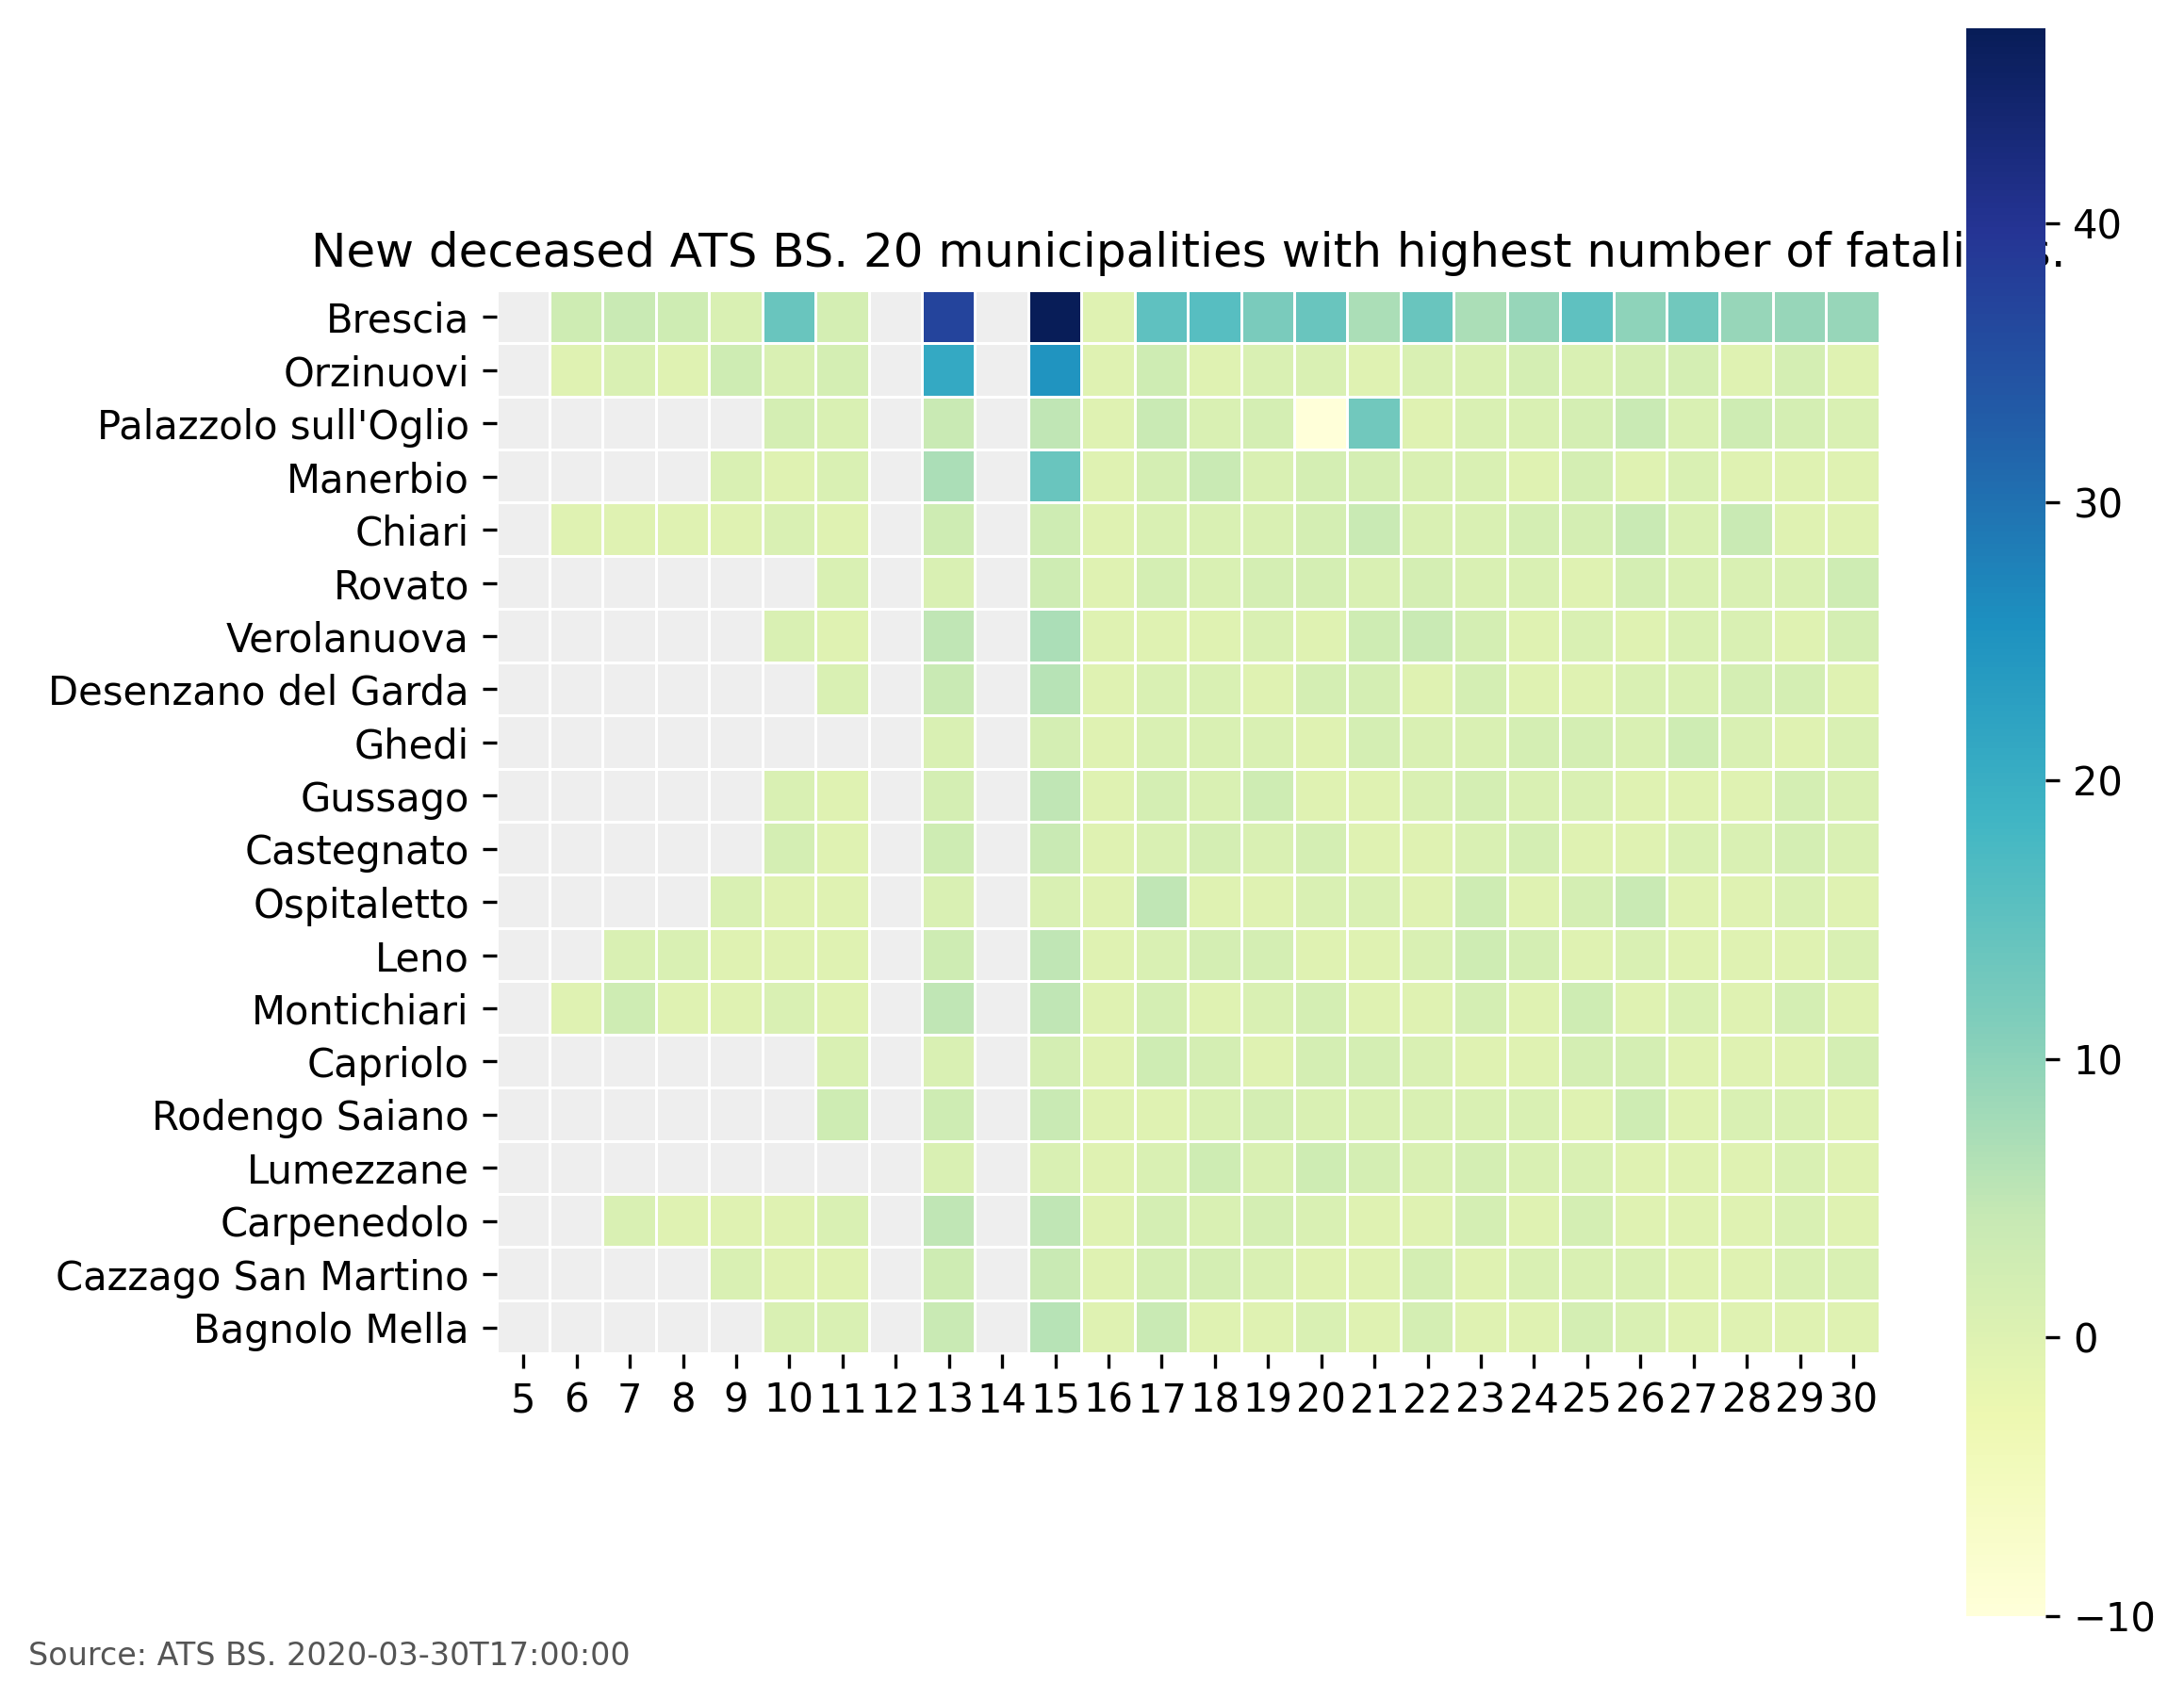 New deceased ATS BS. 20 municipalities with highest number of
Brescia
Orzinuovi
Palazzolo sull'Oglio
Manerbio
Chiari
Rovato
Verolanuova
Desenzano del Garda
Ghedi
Gussago
Castegnato
Ospitaletto
Leno
Montichiari
Capriolo
Rodengo Saiano
Lumezzane
Carpenedolo
Cazzago San Martino
Bagnolo Mella
5 6 7 8 9 10 11 12 13 14 15 16 17 18 19 20 21 22 23 24 25 26 27 28 29 30
40
30
20
10
0
−10
Source: ATS BS. 2020-03-30T17:00:00